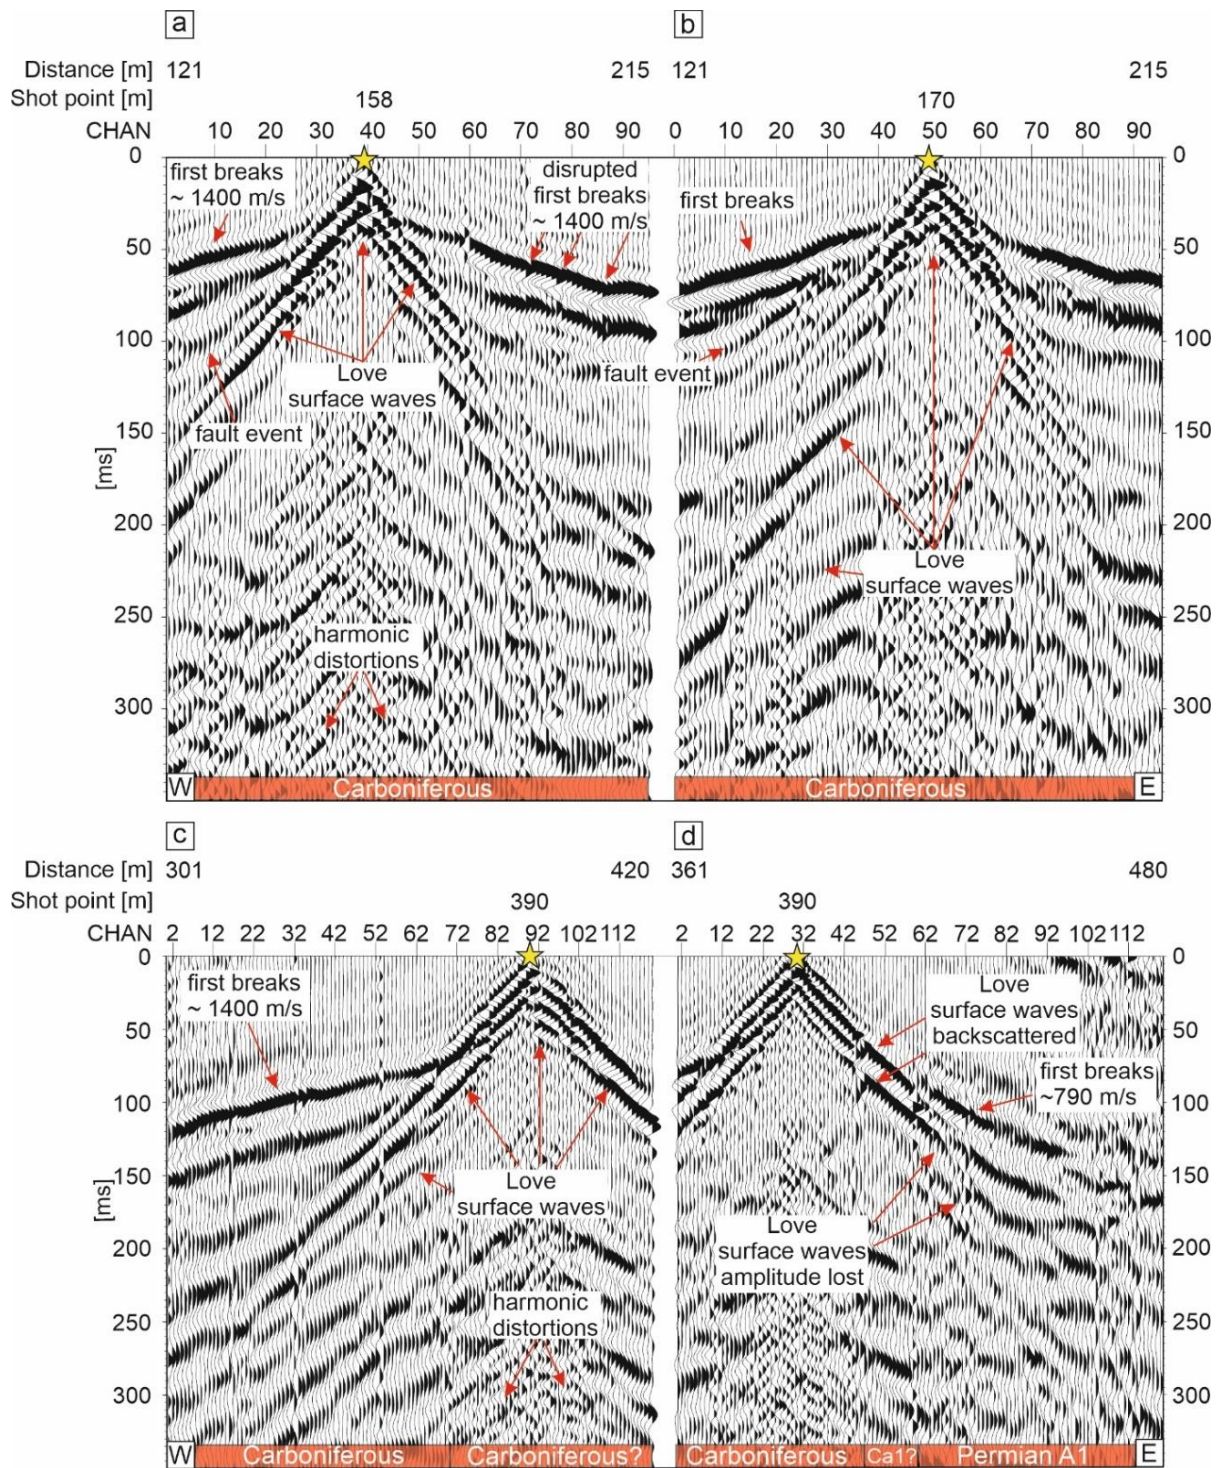 a
b
Distance [m] 121 215 121 215
Shot point [m] 158 170
CHAN 10 20 30 40 50 60 70 80 90 0 10 20 30 40 50 60 70 80 90 95
0 0
first breaks
~ 1400 m/s
disrupted
first breaks
~ 1400 m/s
first breaks
50 50
100 100
Love
surface waves
fault event
fault event
150 150
[ms]
200 200
Love
surface waves
250 250
harmonic
distortions
300 300
W Carboniferous Carboniferous E
c
d
Distance [m] 301 420 361 480
Shot point [m] 390 390
CHAN 2 12 22 32 42 52 62 72 82 92 102 112 2 12 22 32 42 52 62 72 82 92 102 112
0 0
first breaks
~ 1400 m/s
Love
surface waves
backscattered
50 50
first breaks
~790 m/s
100 100
150 150
Love
surface waves
[ms]
Love
surface waves
amplitude lost
200 200
250 250
harmonic
distortions
300 300
W Carboniferous Carboniferous? Carboniferous Ca1? Permian A1 E